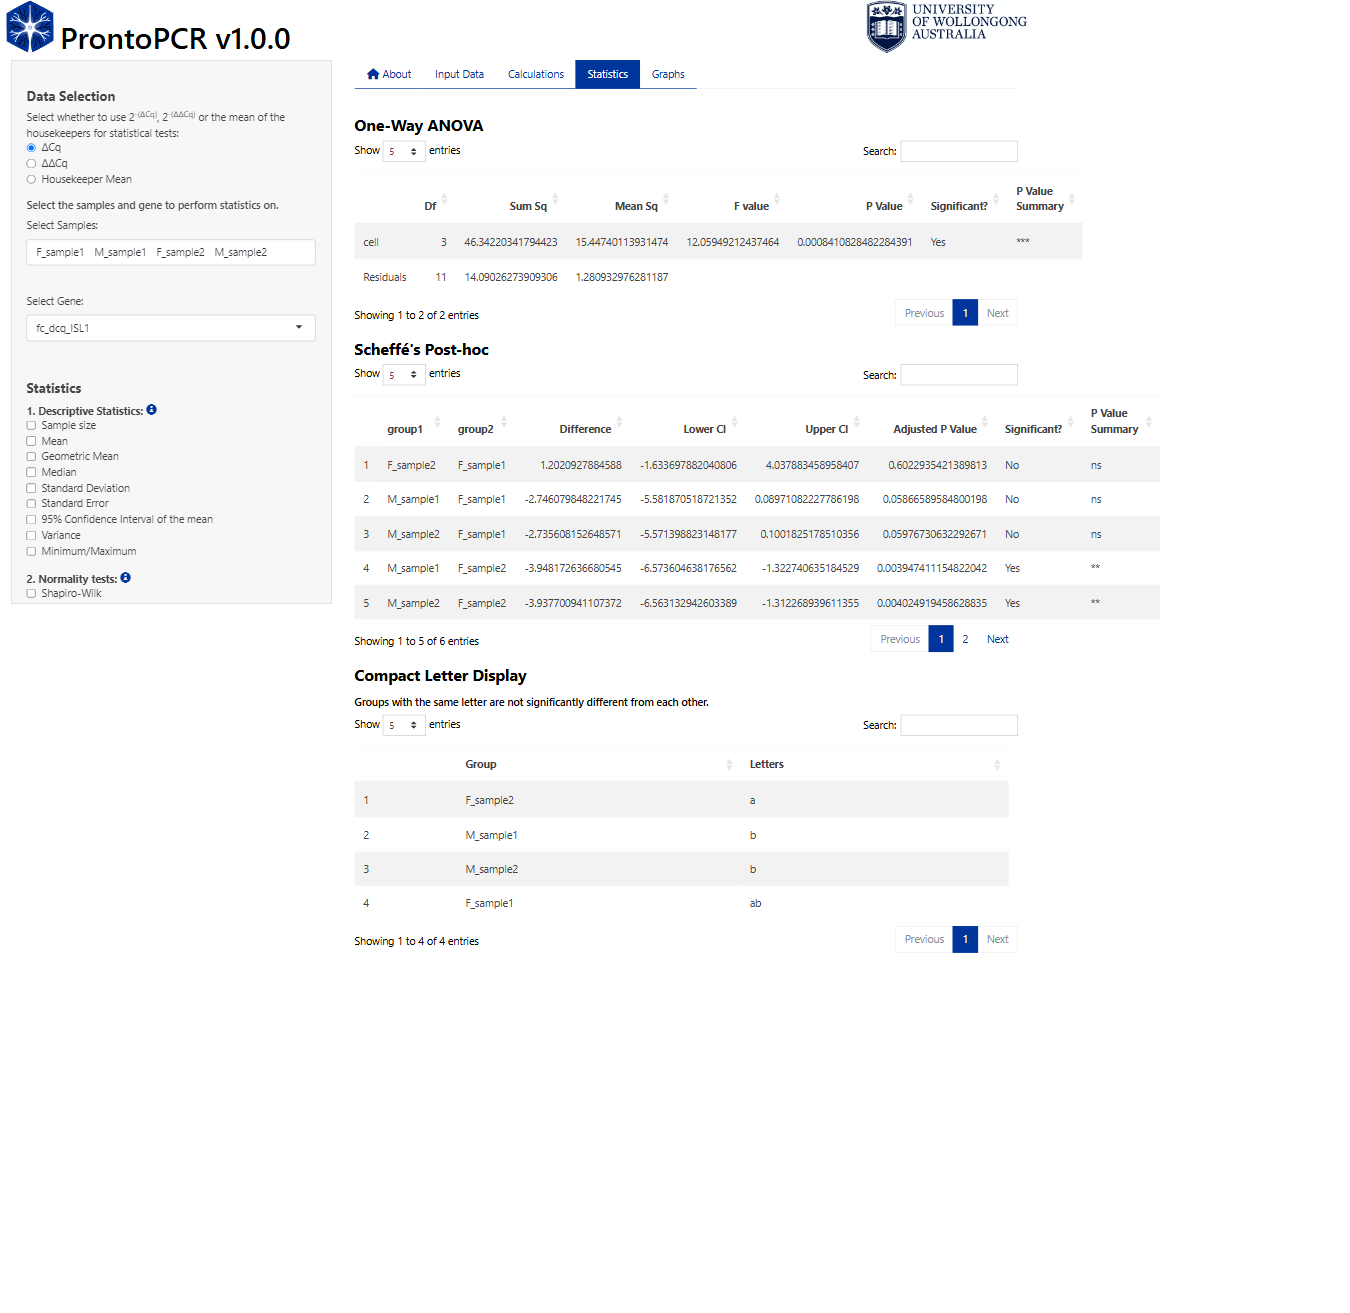 ProntoPCR v1.0.0
UNIVERSITY
OF WOLLONGONG
AUSTRALIA
Data Selection
Select whether to use 2^-(ΔCq), 2^-(ΔΔCq) or the mean of the
housekeepers for statistical tests:
ΔCq
ΔΔCq
Housekeeper Mean
Select the samples and gene to perform statistics on.
Select Samples:
F_sample1 M_sample1 F_sample2 M_sample2
Select Gene:
fc_dcq_ISL1
Statistics
1. Descriptive Statistics:
Sample size
Mean
Geometric Mean
Median
Standard Deviation
Standard Error
95% Confidence Interval of the mean
Variance
Minimum/Maximum
2. Normality tests:
Shapiro-Wilk
About Input Data Calculations Statistics Graphs
One-Way ANOVA
Show 5 entries Search:
Df Sum Sq Mean Sq F value P Value Significant? P Value Summary
cell 3 46.34220341794423 15.44740113931474 12.05949212437464 0.0008410828482284391 Yes ***
Residuals 11 14.09026273909306 1.280932976281187
Showing 1 to 2 of 2 entries Previous 1 Next
Scheffé's Post-hoc
Show 5 entries Search:
group1 group2 Difference Lower CI Upper CI Adjusted P Value Significant? P Value Summary
1 F_sample2 F_sample1 1.2020927884588 -1.633697882040806 4.037883458958407 0.6022935421389813 No ns
2 M_sample1 F_sample1 -2.746079848221745 -5.581870518721352 0.08971082227786198 0.05866589584800198 No ns
3 M_sample2 F_sample1 -2.735608152648571 -5.571398823148177 0.1001825178510356 0.05976730632292671 No ns
4 M_sample1 F_sample2 -3.948172636680545 -6.573604638176562 -1.322740635184529 0.003947411154822042 Yes **
5 M_sample2 F_sample2 -3.937700941107372 -6.563132942603389 -1.312268939611355 0.004024919458628835 Yes **
Showing 1 to 5 of 6 entries Previous 1 2 Next
Compact Letter Display
Groups with the same letter are not significantly different from each other.
Show 5 entries Search:
Group Letters
1 F_sample2 a
2 M_sample1 b
3 M_sample2 b
4 F_sample1 ab
Showing 1 to 4 of 4 entries Previous 1 Next